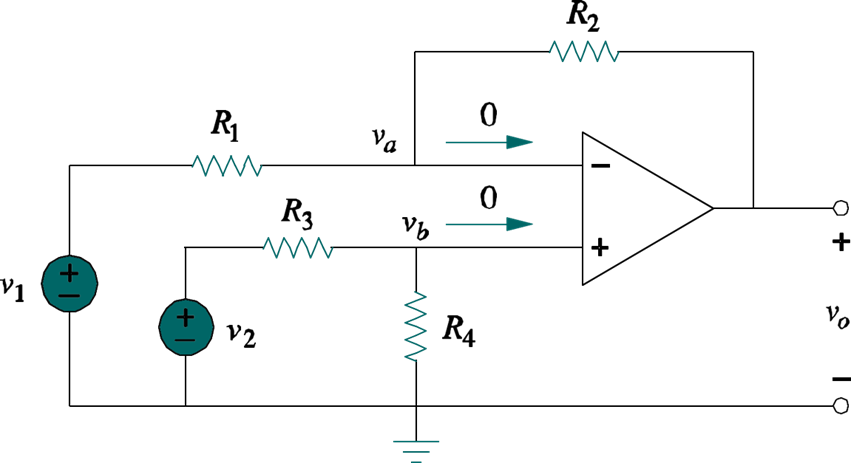 R2
R1
0
va
−
R3
vb
0
+
+
v1
+
−
+
−
v2
R4
vo
−